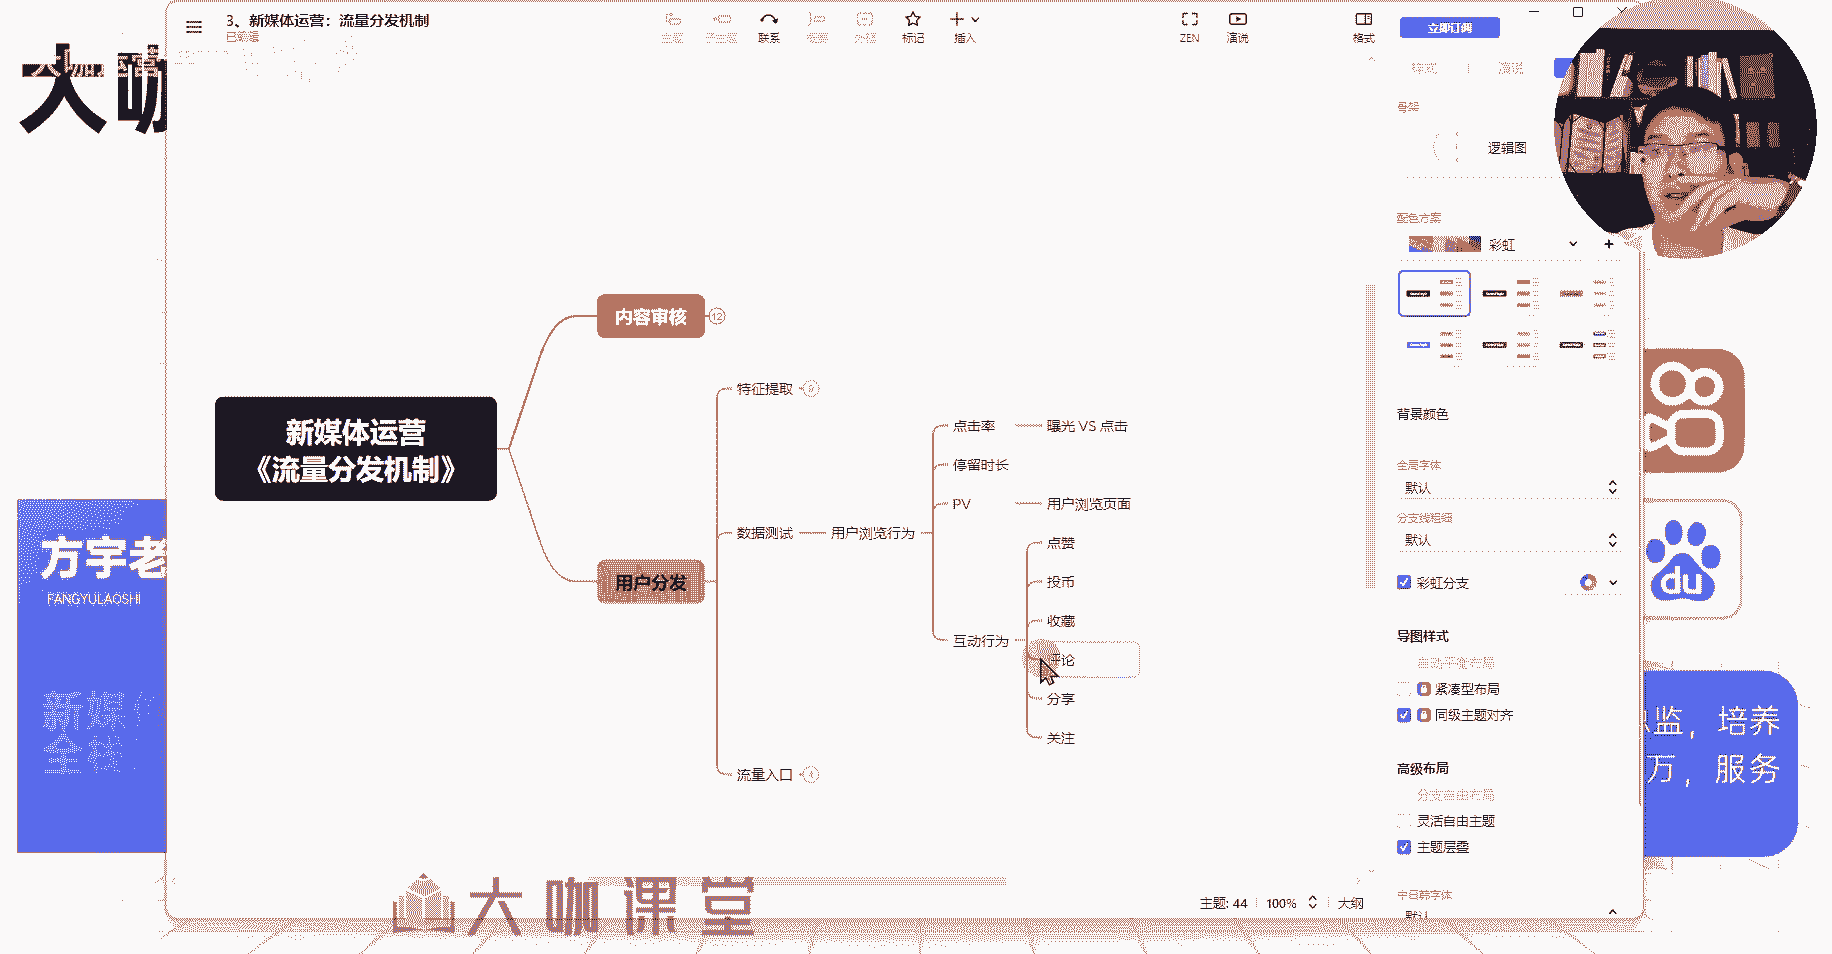 3、新媒体运营：流量分发机制
已编辑
联系
标记
插入
ZEN
演说
格式
立即订阅
大咖
样式
演说
骨架
逻辑图
配色方案
彩虹
内容审核
12
特征提取
点击率
曝光 VS 点击
背景颜色
新媒体运营
《流量分发机制》
停留时长
全局字体
默认
PV
用户浏览页面
分支线粗细
默认
数据测试
用户浏览行为
点赞
方宇老
FANGYULAOSHI
用户分发
投币
彩虹分支
du
收藏
导图样式
互动行为
评论
自动平衡布局
紧凑型布局
分享
同级主题对齐
新媒体
全栈
监，培养
关注
万，服务
流量入口
4
高级布局
分支自由布局
灵活自由主题
主题层叠
中日韩字体
默认
主题: 44
100%
大纲
大咖课堂